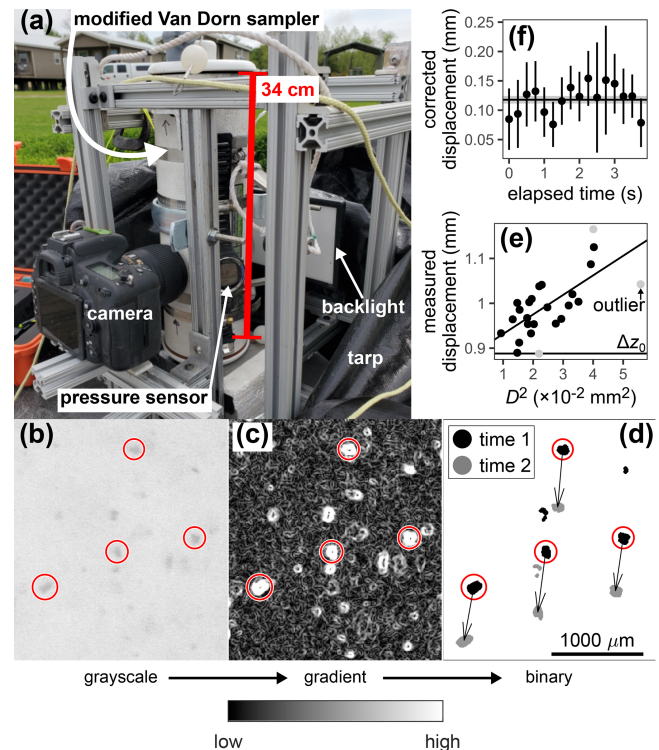 (a)
modified Van Dorn sampler
34 cm
camera
backlight
tarp
pressure sensor
(f)
corrected
displacement (mm)
0.25
0.20
0.15
0.10
0.05
0 1 2 3
elapsed time (s)
(e)
measured
displacement (mm)
1.1
1.0
0.9
outlier
Δz₀
1 2 3 4 5
D² (×10⁻² mm²)
(b)
(c)
(d)
time 1
time 2
1000 μm
grayscale
gradient
binary
low
high